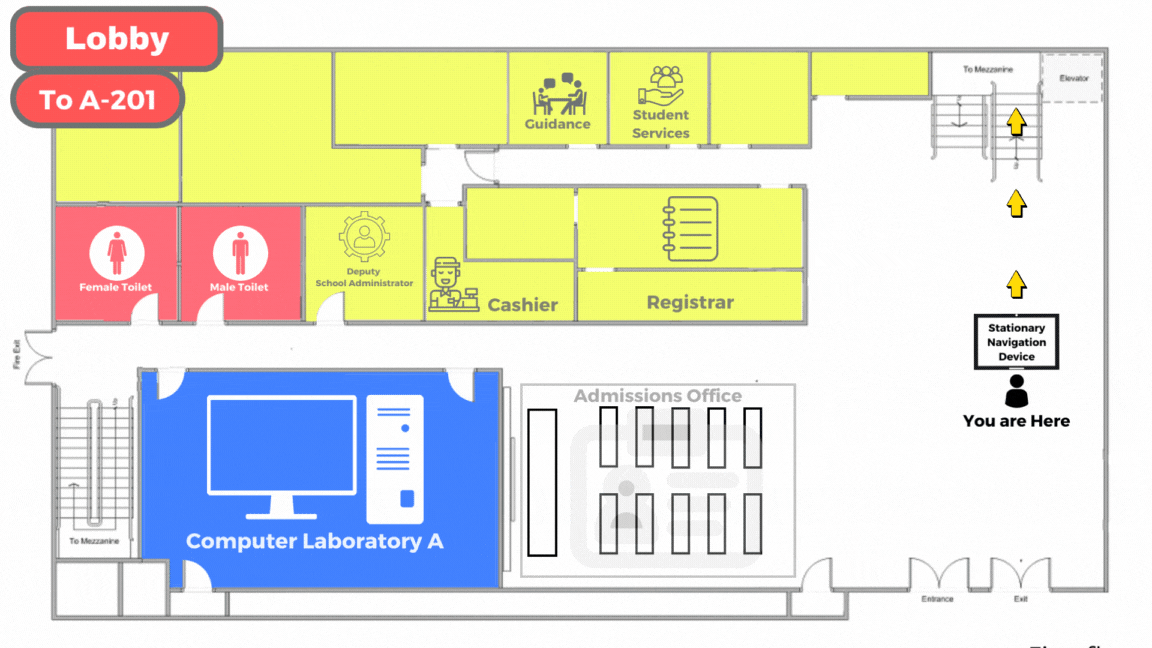 Lobby
To A-201
Guidance
Student
Services
To Mezzanine
Elevator
Female Toilet
Male Toilet
Deputy
School Administrator
Cashier
Registrar
Stationary
Navigation
Device
You are Here
Fire Exit
Admissions Office
Computer Laboratory A
To Mezzanine
Entrance
Exit